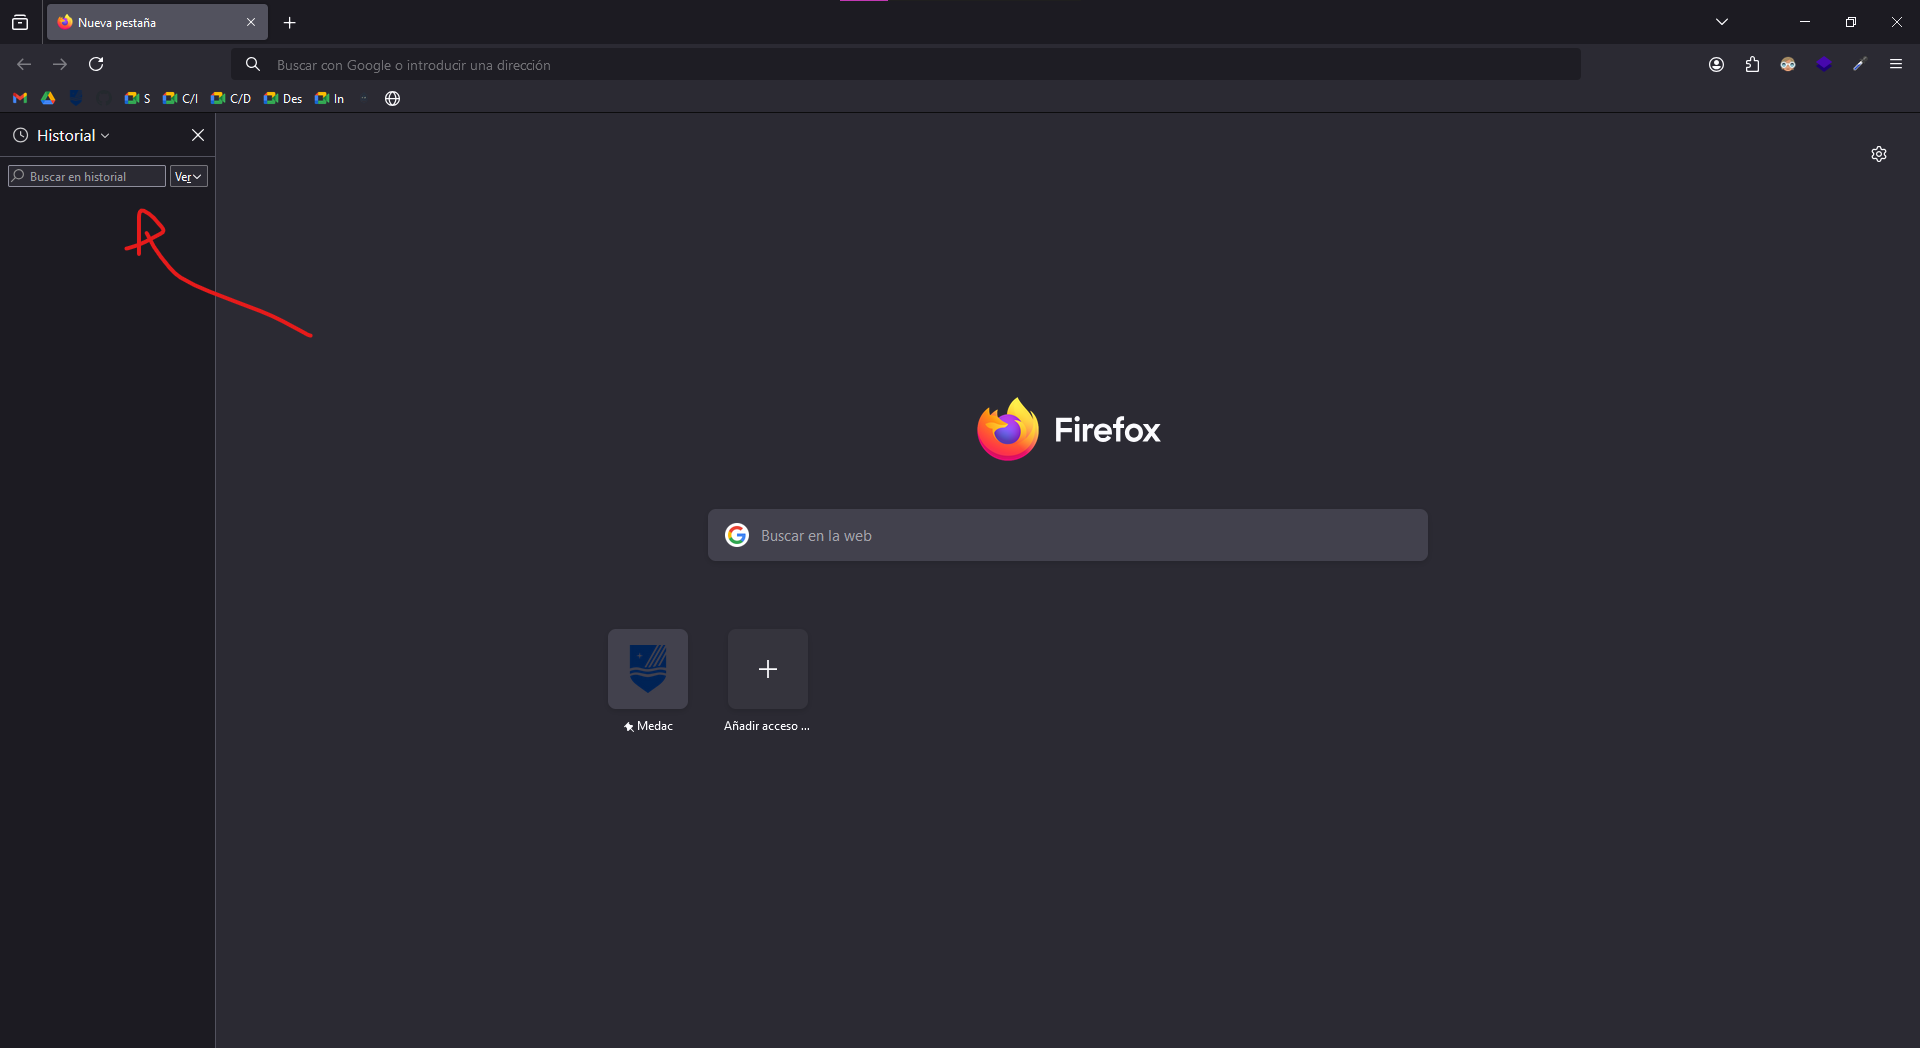 Nueva pestaña
Buscar con Google o introducir una dirección
S C/I C/D Des In
Historial
Buscar en historial Ver
Firefox
Buscar en la web
Medac Añadir acceso ...